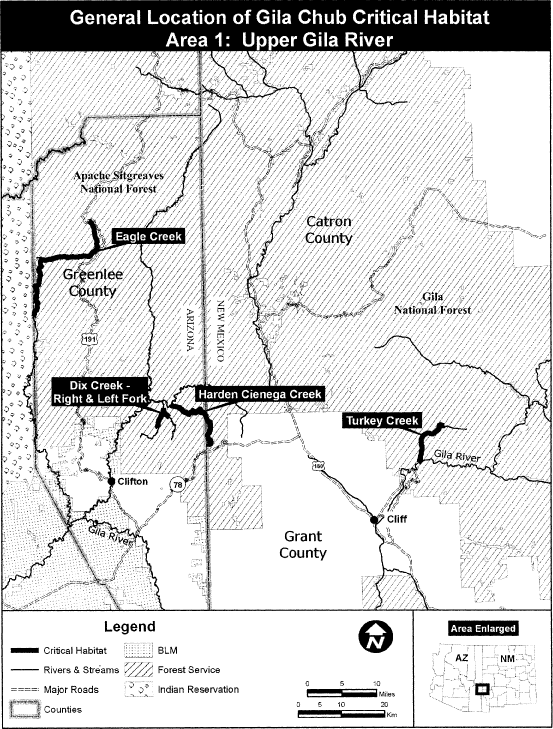 General Location of Gila Chub Critical Habitat
Area 1: Upper Gila River
Apache Sitgreaves
National Forest
Eagle Creek
Catron
County
Greenlee
County
Gila
National Forest
191
ARIZONA
NEW MEXICO
Dix Creek -
Right & Left Fork
Harden Cienega Creek
Turkey Creek
Gila River
Clifton
78
180
Cliff
Gila River
Grant
County
Legend
Critical Habitat
Rivers & Streams
Major Roads
Counties
BLM
Forest Service
Indian Reservation
N
0 5 10
Miles
0 5 10 20
Km
Area Enlarged
AZ
NM